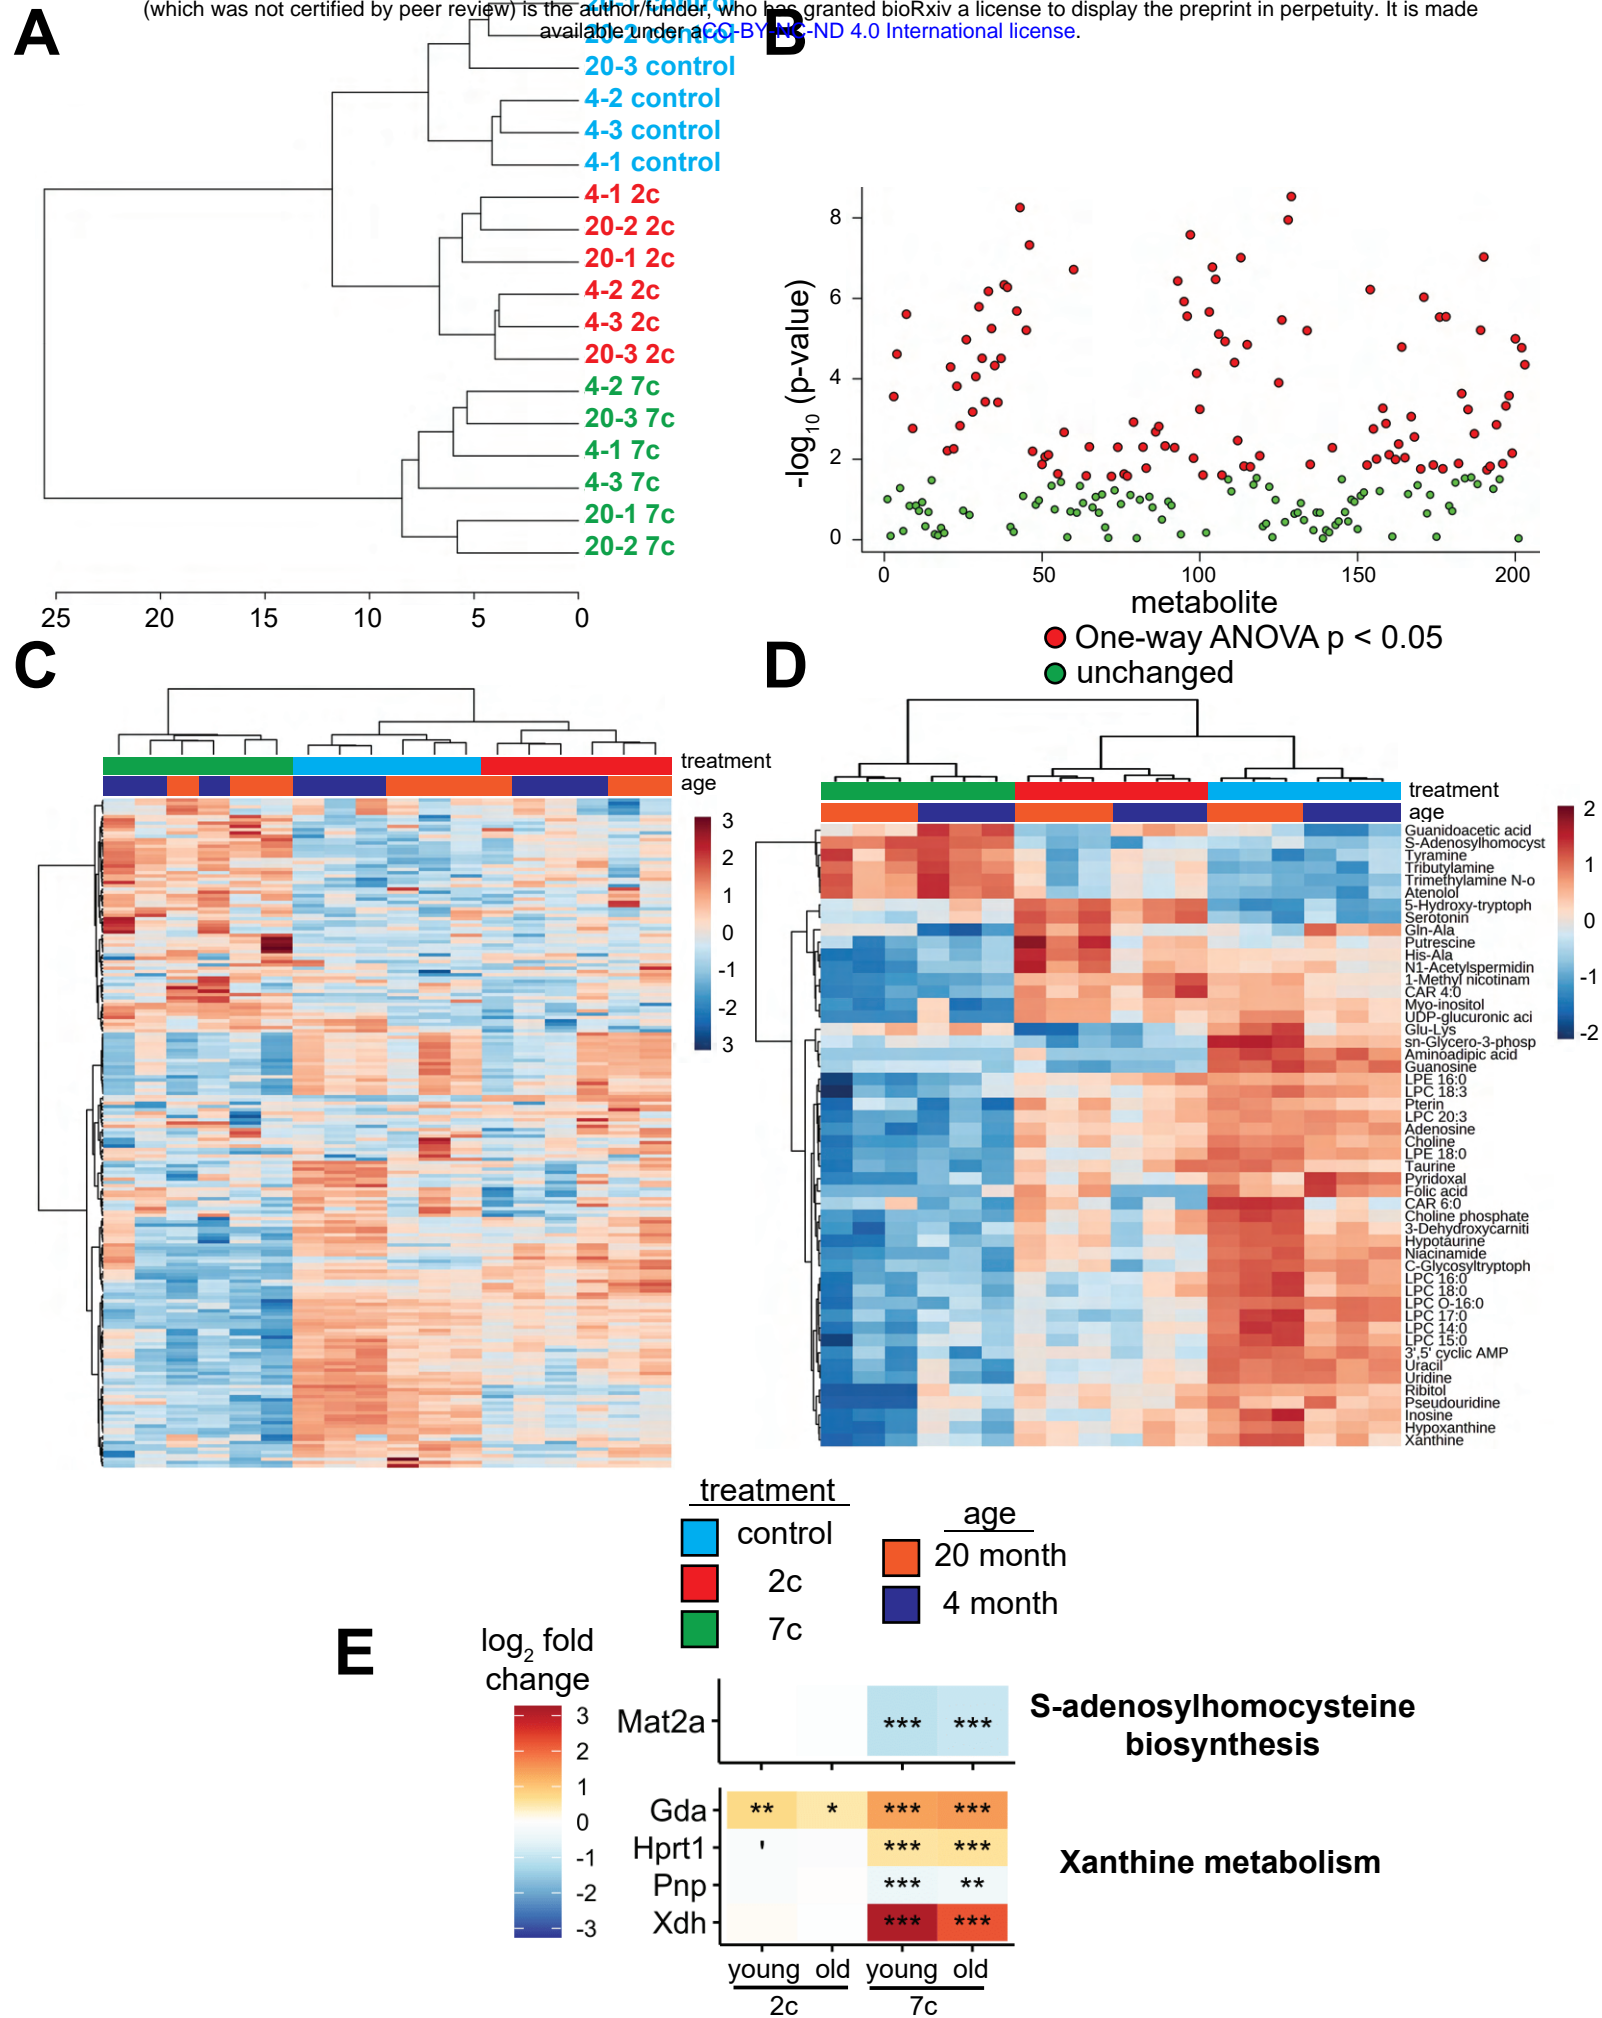 (which was not certified by peer review) is the author/funder, who has granted bioRxiv a license to display the preprint in perpetuity. It is made
available under aCC-BY-NC-ND 4.0 International license.
A
20-1 control
20-2 control
20-3 control
4-2 control
4-3 control
4-1 control
4-1 2c
20-2 2c
20-1 2c
4-2 2c
4-3 2c
20-3 2c
4-2 7c
20-3 7c
4-1 7c
4-3 7c
20-1 7c
20-2 7c
25 20 15 10 5 0
B
-log10 (p-value)
8
6
4
2
0
0 50 100 150 200
metabolite
One-way ANOVA p < 0.05
unchanged
C
treatment
age
3
2
1
0
-1
-2
3
D
treatment
age
2
1
0
-1
-2
Guanidoacetic acid
S-Adenosylhomocyst
Tyramine
Tributylamine
Trimethylamine N-o
Atenolol
5-Hydroxy-tryptoph
Serotonin
Gln-Ala
Putrescine
His-Ala
N1-Acetylspermidin
1-Methyl nicotinam
CAR 4:0
Myo-inositol
UDP-glucuronic aci
Glu-Lys
sn-Glycero-3-phosp
Aminoadipic acid
Guanosine
LPE 16:0
LPC 18:3
Pterin
LPC 20:3
Adenosine
Choline
LPE 18:0
Taurine
Pyridoxal
Folic acid
CAR 6:0
Choline phosphate
3-Dehydroxycarniti
Hypotaurine
Niacinamide
C-Glycosyltryptoph
LPC 16:0
LPC 18:0
LPC O-16:0
LPC 17:0
LPC 14:0
LPC 15:0
3',5' cyclic AMP
Uracil
Uridine
Ribitol
Pseudouridine
Inosine
Hypoxanthine
Xanthine
treatment
control
2c
7c
age
20 month
4 month
E
log2 fold
change
3
2
1
0
-1
-2
-3
Mat2a *** ***
S-adenosylhomocysteine
biosynthesis
Gda ** * *** ***
Hprt1 ' *** ***
Pnp *** **
Xdh *** ***
Xanthine metabolism
young old young old
2c 7c